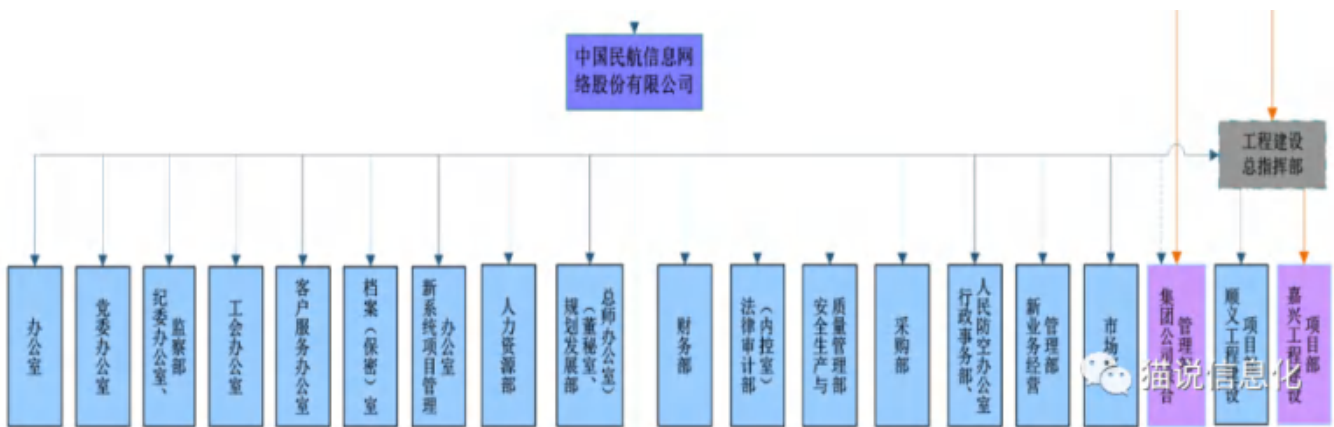 中国民航信息网
络股份有限公司
工程建设
总指挥部
办公室
党委办公室
纪委办公室、
监察部
工会办公室
客户服务办公室
档案（保密）室
新系统项目管理
办公室
人力资源部
规划发展部
（董秘室、
总师办公室）
财务部
法律审计部
（内控室）
安全生产与
质量管理部
采购部
行政事务部、
人民防空办公室
新业务经营
管理部
市场
集团公司
管理
顺义工程
项目部
嘉兴工程
项目部
猫说信息化